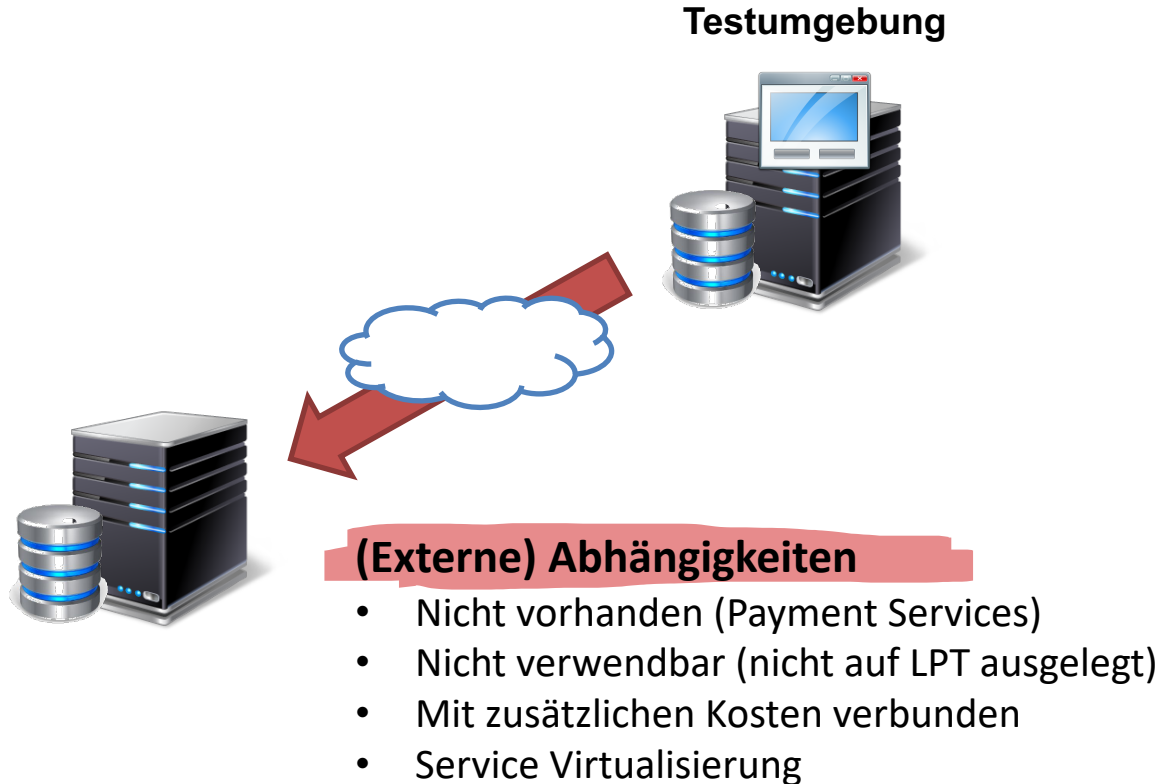 Testumgebung
(Externe) Abhängigkeiten
• Nicht vorhanden (Payment Services)
• Nicht verwendbar (nicht auf LPT ausgelegt)
• Mit zusätzlichen Kosten verbunden
• Service Virtualisierung